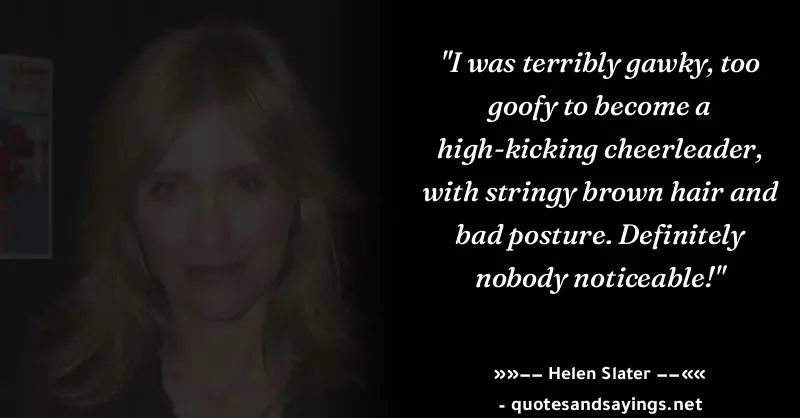 "I was terribly gawky, too
goofy to become a
high-kicking cheerleader,
with stringy brown hair and
bad posture. Definitely
nobody noticeable!"
»»−− Helen Slater −−««
- quotesandsayings.net